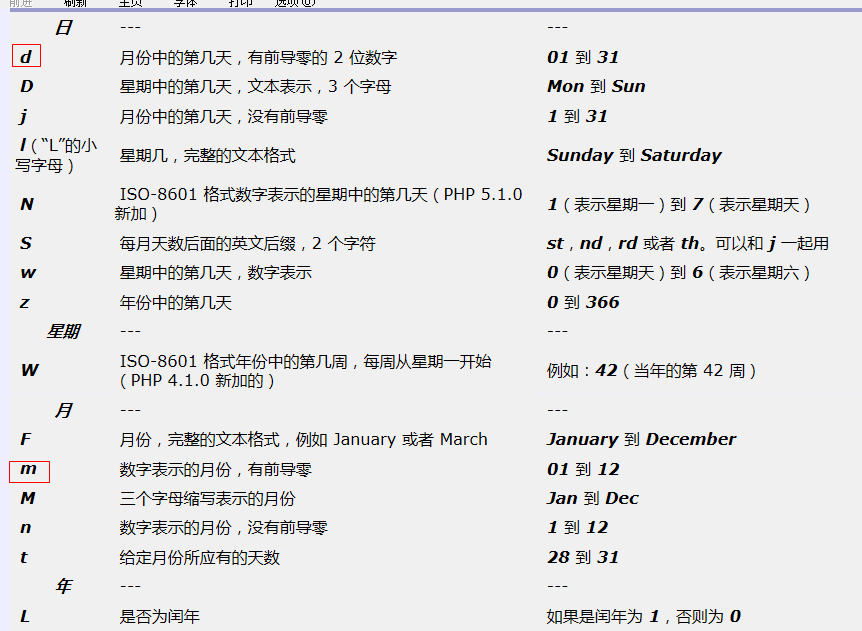 前进 刷新 主页 字体 打印 选项(O)
日 --- ---
d 月份中的第几天，有前导零的 2 位数字 01 到 31
D 星期中的第几天，文本表示，3 个字母 Mon 到 Sun
j 月份中的第几天，没有前导零 1 到 31
l（“L”的小
写字母） 星期几，完整的文本格式 Sunday 到 Saturday
N ISO-8601 格式数字表示的星期中的第几天（PHP 5.1.0
新加） 1（表示星期一）到 7（表示星期天）
S 每月天数后面的英文后缀，2 个字符 st，nd，rd 或者 th。可以和 j 一起用
w 星期中的第几天，数字表示 0（表示星期天）到 6（表示星期六）
z 年份中的第几天 0 到 366
星期 --- ---
W ISO-8601 格式年份中的第几周，每周从星期一开始
（PHP 4.1.0 新加的） 例如：42（当年的第 42 周）
月 --- ---
F 月份，完整的文本格式，例如 January 或者 March January 到 December
m 数字表示的月份，有前导零 01 到 12
M 三个字母缩写表示的月份 Jan 到 Dec
n 数字表示的月份，没有前导零 1 到 12
t 给定月份所应有的天数 28 到 31
年 --- ---
L 是否为闰年 如果是闰年为 1，否则为 0